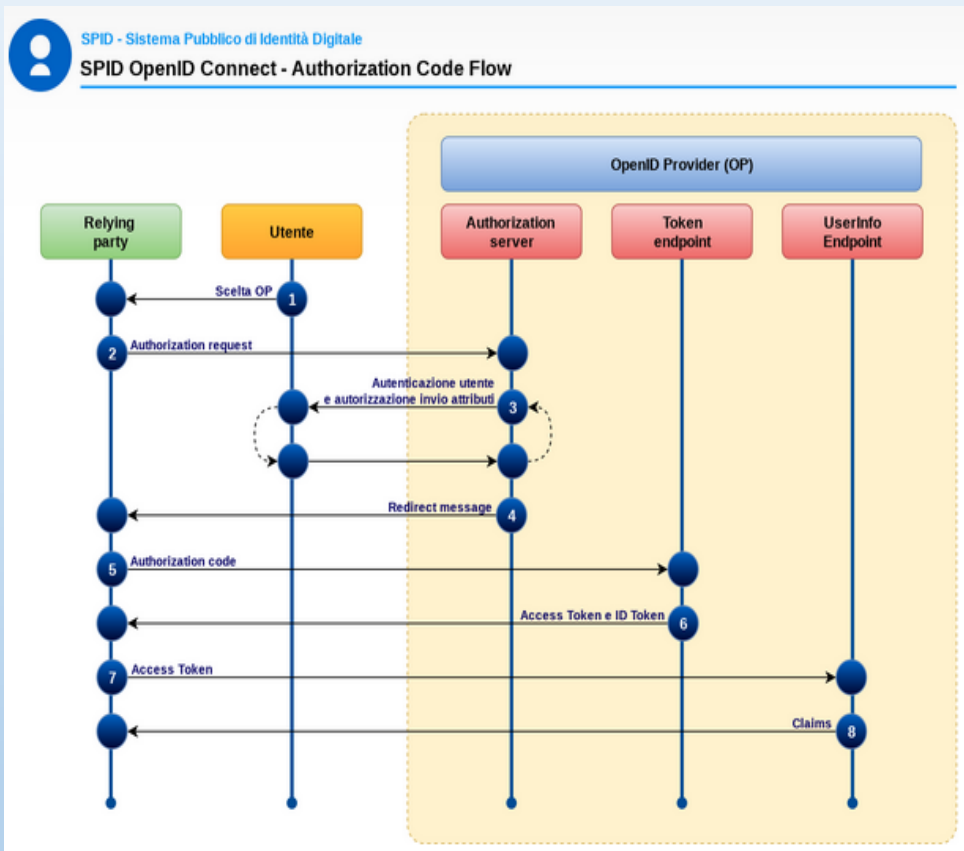 SPID - Sistema Pubblico di Identità Digitale
SPID OpenID Connect - Authorization Code Flow
OpenID Provider (OP)
Relying
party
Utente
Authorization
server
Token
endpoint
UserInfo
Endpoint
Scelta OP
1
2
Authorization request
Autenticazione utente
e autorizzazione invio attributi
3
Redirect message
4
5
Authorization code
Access Token e ID Token
6
7
Access Token
Claims
8